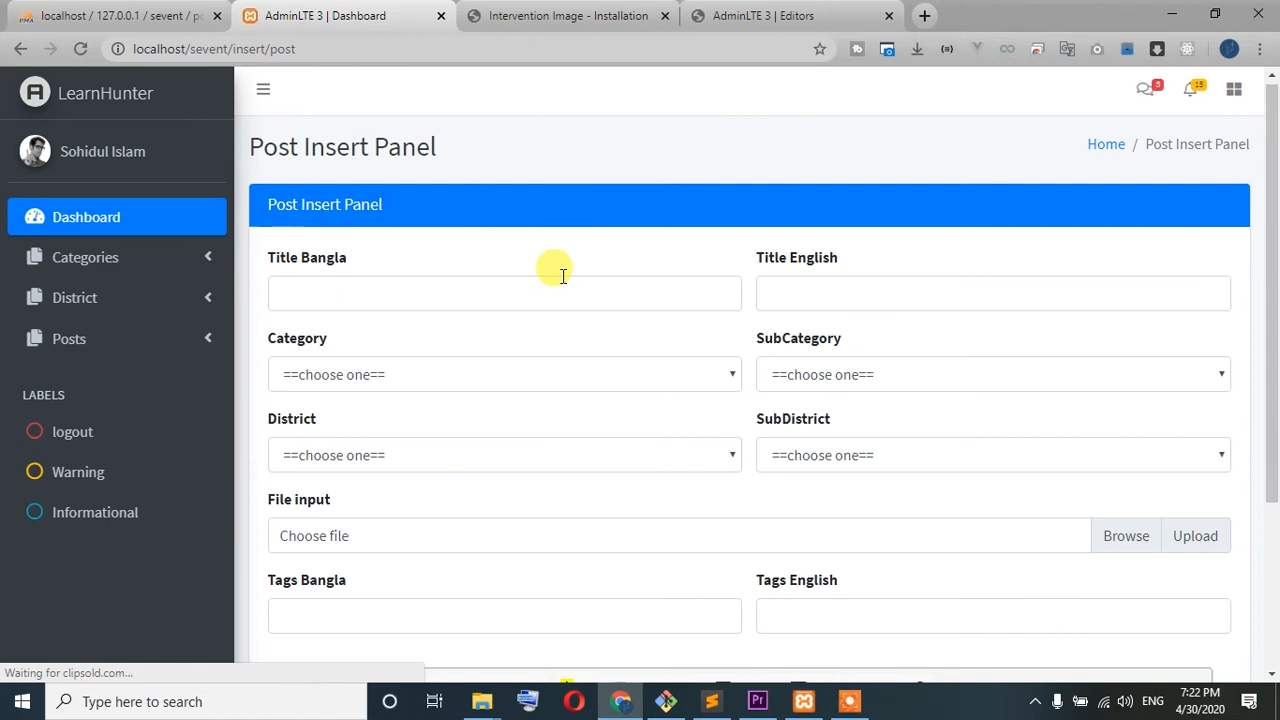 localhost / 127.0.0.1 / sevent / po
AdminLTE 3 | Dashboard
Intervention Image - Installation
AdminLTE 3 | Editors
localhost/sevent/insert/post
LearnHunter
3
15
Post Insert Panel
Home / Post Insert Panel
Sohidul Islam
Post Insert Panel
Dashboard
Title Bangla
Title English
Categories
District
Category
SubCategory
Posts
==choose one==
==choose one==
LABELS
District
SubDistrict
logout
==choose one==
==choose one==
Warning
File input
Informational
Choose file
Browse
Upload
Tags Bangla
Tags English
Waiting for clipsold.com...
Type here to search
Pr
ENG
7:22 PM
4/30/2020